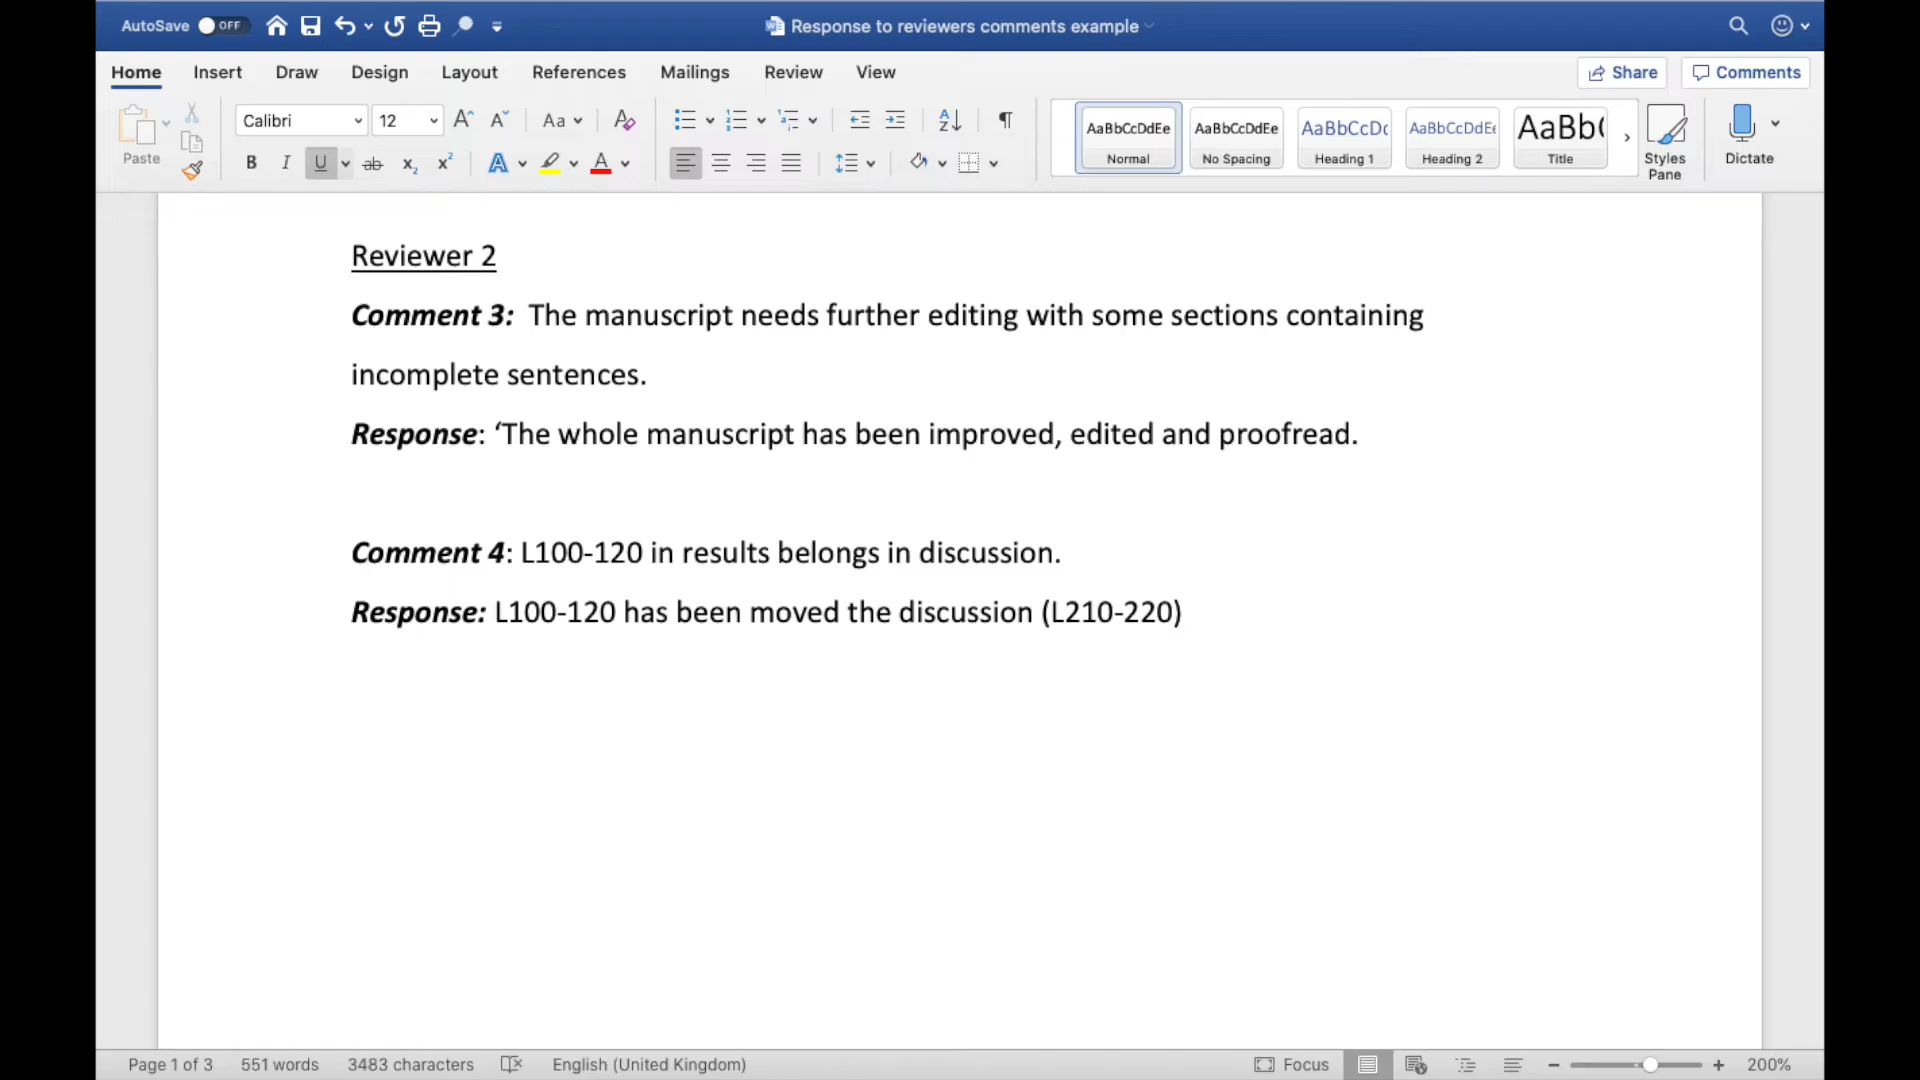 AutoSave OFF Response to reviewers comments example
Home Insert Draw Design Layout References Mailings Review View Share Comments
Paste Calibri 12 Aa AaBbCcDdEe Normal AaBbCcDdEe No Spacing AaBbCcDc Heading 1 AaBbCcDdEe Heading 2 AaBb( Title Styles Pane Dictate
B I U ab x₂ x² A A
Reviewer 2
Comment 3:  The manuscript needs further editing with some sections containing
incomplete sentences.
Response: ‘The whole manuscript has been improved, edited and proofread.
Comment 4: L100-120 in results belongs in discussion.
Response: L100-120 has been moved the discussion (L210-220)
Page 1 of 3 551 words 3483 characters English (United Kingdom) Focus 200%